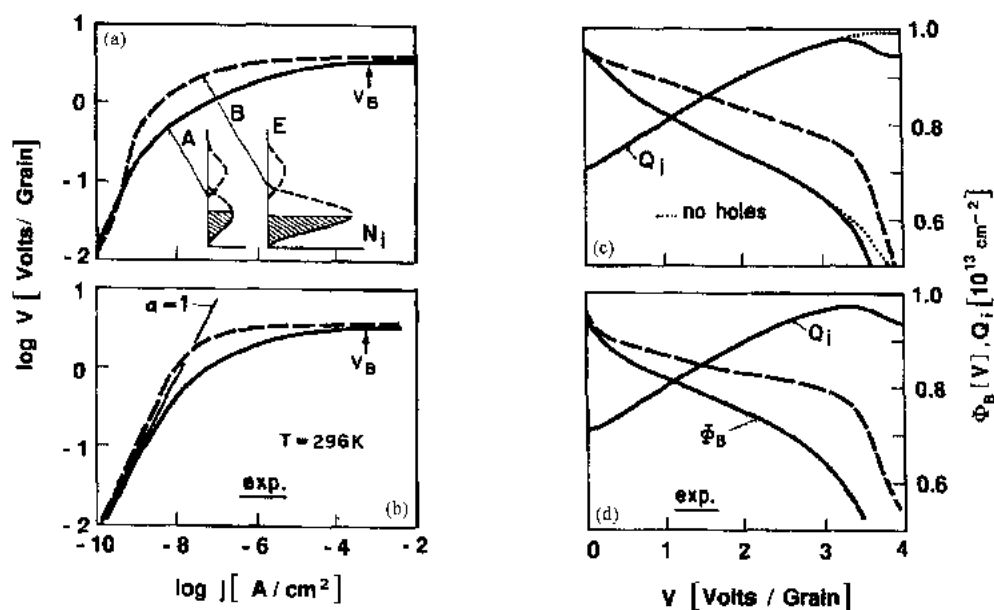 (a)
1
0
- 1
- 2
log V [ Volts/ Grain]
A
B
E
N_i
V_B
(b)
1
0
- 1
- 2
α = 1
V_B
T = 296K
exp.
- 10
- 8
- 6
- 4
- 2
log J [ A/cm²]
(c)
Q_i
no holes
1.0
0.8
0.6
(d)
Q_i
Φ_B
exp.
1.0
0.8
0.6
Φ_B [V], Q_i [10¹³ cm⁻²]
0
1
2
3
4
V [Volts / Grain]